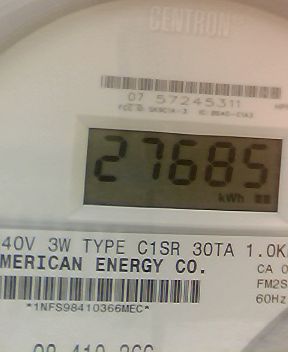 CENTRON®
07 57245311
27685
kWh
40V 3W TYPE C1SR 30TA 1.0K
MERICAN ENERGY CO.
CA 0
FM2S
60Hz
*1NFS98410366MEC*